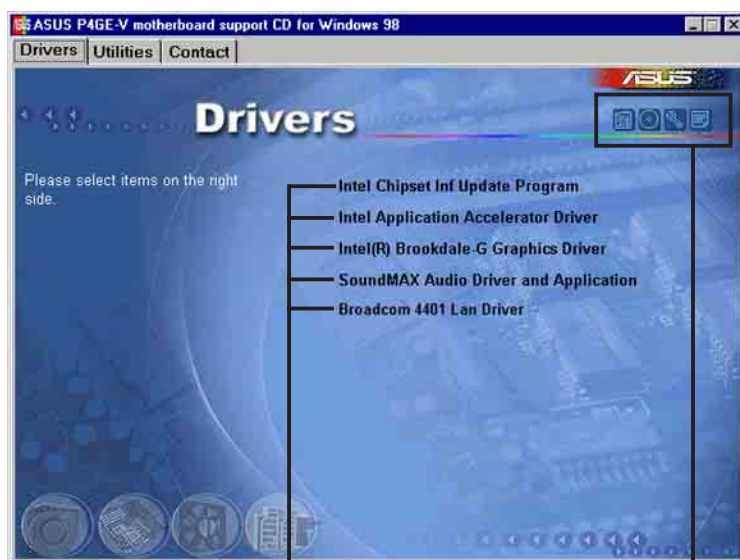 ASUS P4GE-V motherboard support CD for Windows 98
Drivers Utilities Contact
ASUS
Drivers
Please select items on the right
side.
Intel Chipset Inf Update Program
Intel Application Accelerator Driver
Intel(R) Brookdale-G Graphics Driver
SoundMAX Audio Driver and Application
Broadcom 4401 Lan Driver